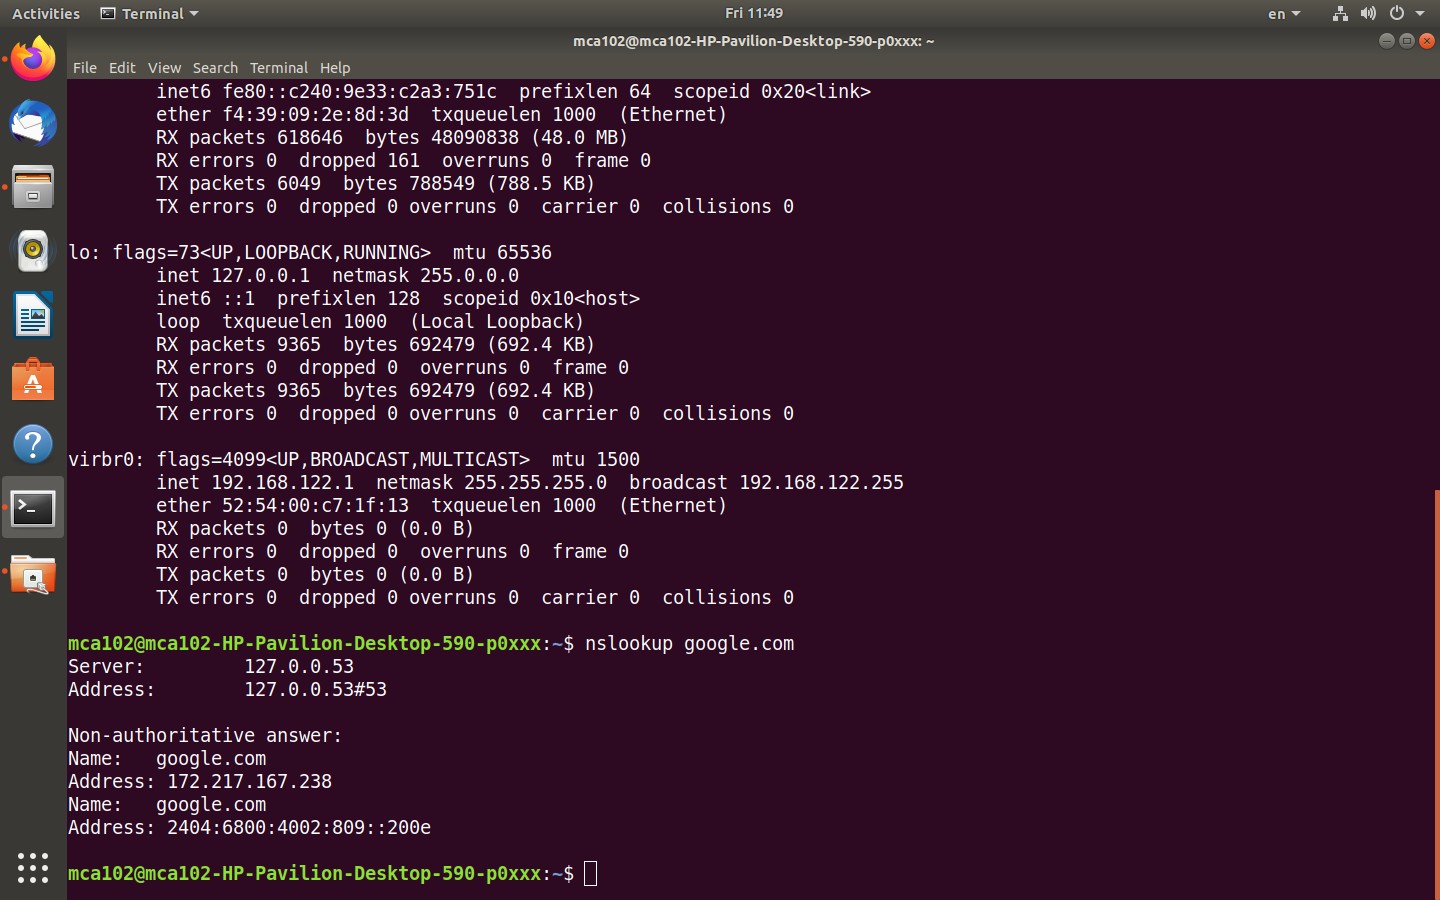 Activities Terminal Fri 11:49 en
mca102@mca102-HP-Pavilion-Desktop-590-p0xxx: ~
File Edit View Search Terminal Help
inet6 fe80::c240:9e33:c2a3:751c  prefixlen 64  scopeid 0x20<link>
ether f4:39:09:2e:8d:3d  txqueuelen 1000  (Ethernet)
RX packets 618646  bytes 48090838 (48.0 MB)
RX errors 0  dropped 161  overruns 0  frame 0
TX packets 6049  bytes 788549 (788.5 KB)
TX errors 0  dropped 0 overruns 0  carrier 0  collisions 0
lo: flags=73<UP,LOOPBACK,RUNNING>  mtu 65536
inet 127.0.0.1  netmask 255.0.0.0
inet6 ::1  prefixlen 128  scopeid 0x10<host>
loop  txqueuelen 1000  (Local Loopback)
RX packets 9365  bytes 692479 (692.4 KB)
RX errors 0  dropped 0  overruns 0  frame 0
TX packets 9365  bytes 692479 (692.4 KB)
TX errors 0  dropped 0 overruns 0  carrier 0  collisions 0
virbr0: flags=4099<UP,BROADCAST,MULTICAST>  mtu 1500
inet 192.168.122.1  netmask 255.255.255.0  broadcast 192.168.122.255
ether 52:54:00:c7:1f:13  txqueuelen 1000  (Ethernet)
RX packets 0  bytes 0 (0.0 B)
RX errors 0  dropped 0  overruns 0  frame 0
TX packets 0  bytes 0 (0.0 B)
TX errors 0  dropped 0 overruns 0  carrier 0  collisions 0
mca102@mca102-HP-Pavilion-Desktop-590-p0xxx:~$ nslookup google.com
Server:         127.0.0.53
Address:        127.0.0.53#53
Non-authoritative answer:
Name:   google.com
Address: 172.217.167.238
Name:   google.com
Address: 2404:6800:4002:809::200e
mca102@mca102-HP-Pavilion-Desktop-590-p0xxx:~$